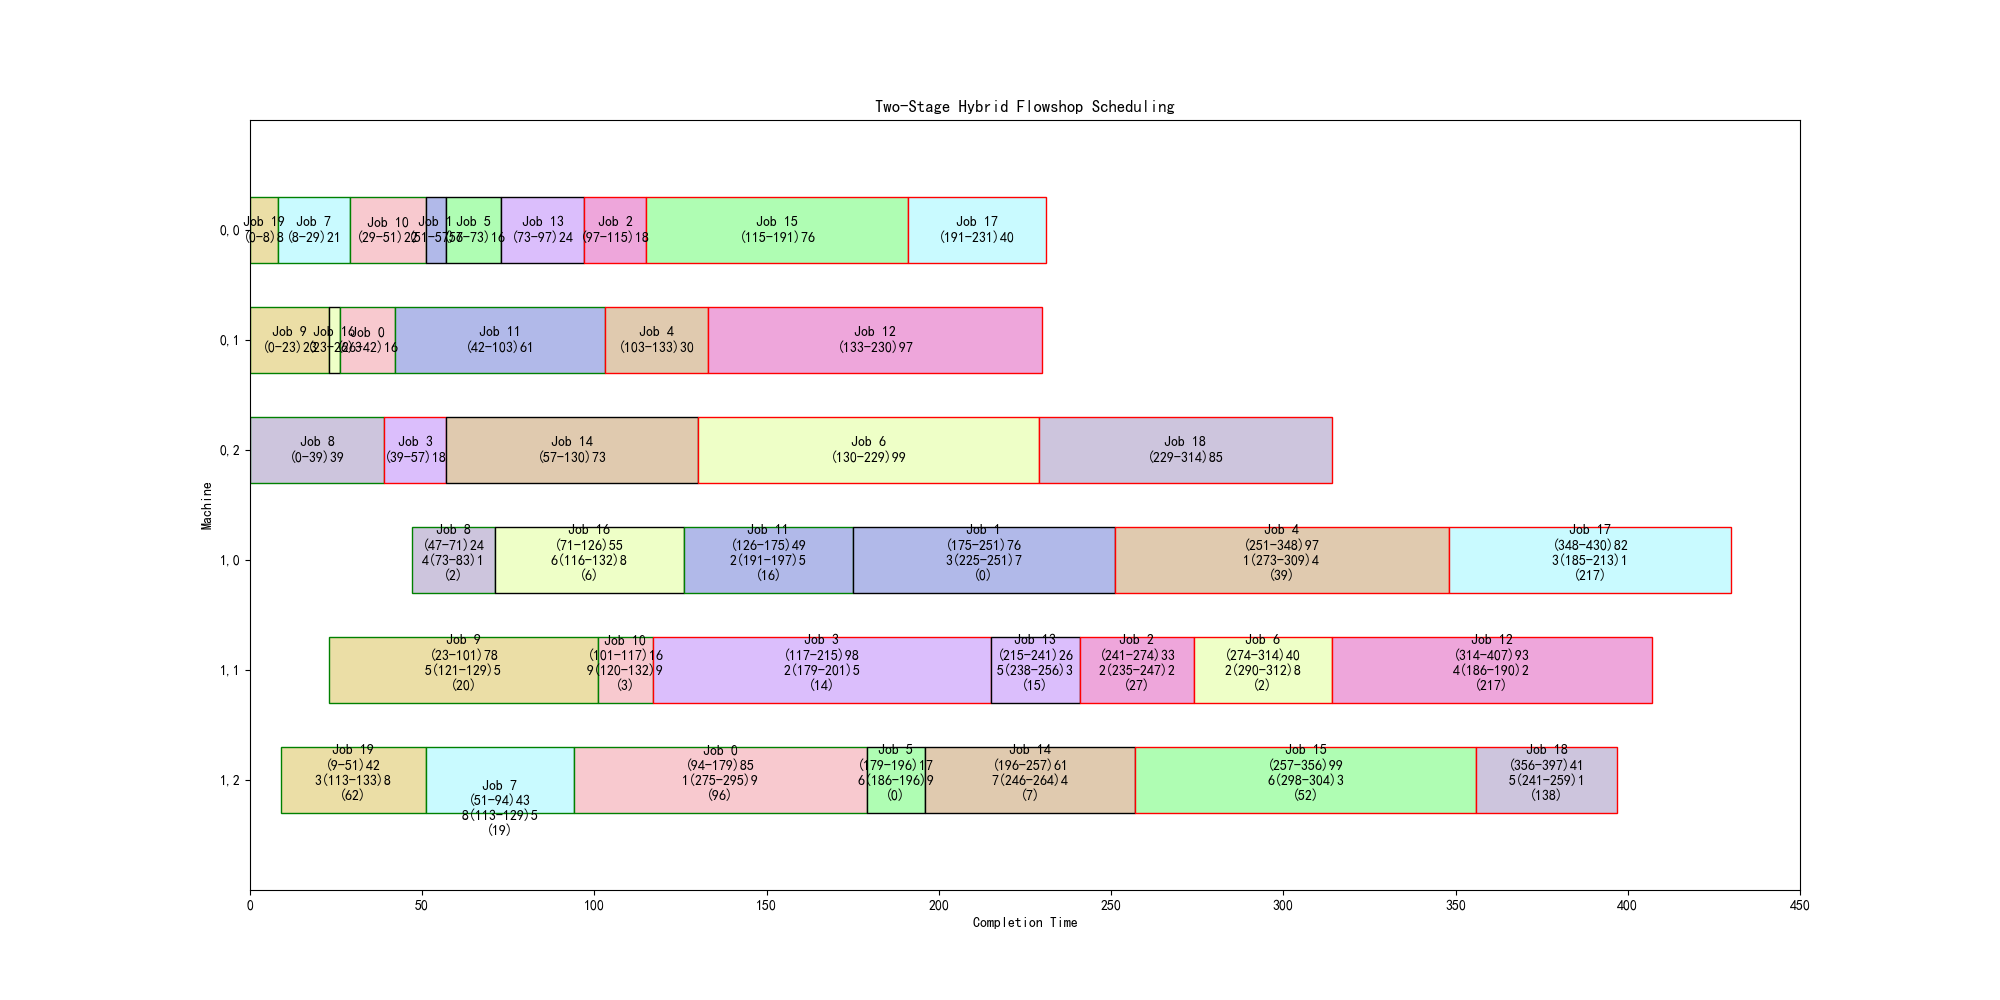 Two-Stage Hybrid Flowshop Scheduling
Machine
0,0
Job 19
(0-8)8
Job 7
(8-29)21
Job 10
(29-51)22
Job 1
(51-57)6
Job 5
(57-73)16
Job 13
(73-97)24
Job 2
(97-115)18
Job 15
(115-191)76
Job 17
(191-231)40
0,1
Job 9
(0-23)23
Job 16
(23-26)3
Job 0
(26-42)16
Job 11
(42-103)61
Job 4
(103-133)30
Job 12
(133-230)97
0,2
Job 8
(0-39)39
Job 3
(39-57)18
Job 14
(57-130)73
Job 6
(130-229)99
Job 18
(229-314)85
1,0
Job 8
(47-71)24
4(73-83)1
(2)
Job 16
(71-126)55
6(116-132)8
(6)
Job 11
(126-175)49
2(191-197)5
(16)
Job 1
(175-251)76
3(225-251)7
(0)
Job 4
(251-348)97
1(273-309)4
(39)
Job 17
(348-430)82
3(185-213)1
(217)
1,1
Job 9
(23-101)78
5(121-129)5
(20)
Job 10
(101-117)16
9(120-132)9
(3)
Job 3
(117-215)98
2(179-201)5
(14)
Job 13
(215-241)26
5(238-256)3
(15)
Job 2
(241-274)33
2(235-247)2
(27)
Job 6
(274-314)40
2(290-312)8
(2)
Job 12
(314-407)93
4(186-190)2
(217)
1,2
Job 19
(9-51)42
3(113-133)8
(62)
Job 7
(51-94)43
8(113-129)5
(19)
Job 0
(94-179)85
1(275-295)9
(96)
Job 5
(179-196)17
6(186-196)9
(0)
Job 14
(196-257)61
7(246-264)4
(7)
Job 15
(257-356)99
6(298-304)3
(52)
Job 18
(356-397)41
5(241-259)1
(138)
0 50 100 150 200 250 300 350 400 450
Completion Time